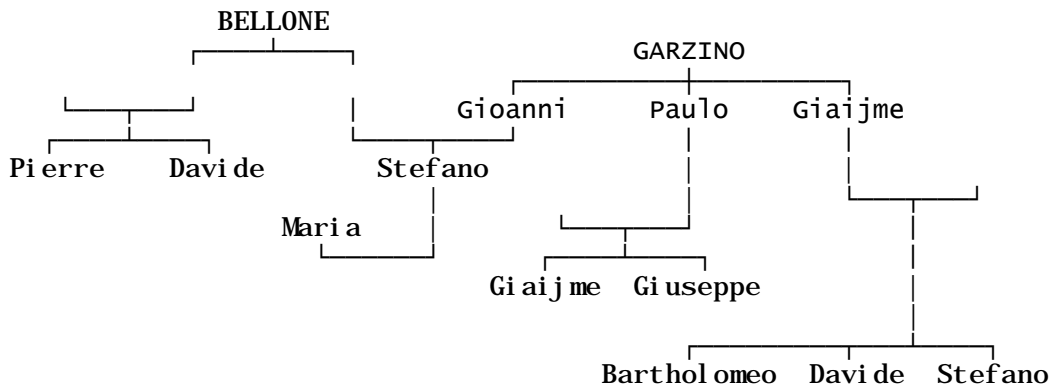 BELLONE
GARZINO
Gioanni Paulo Giaijme
Pierre Davide Stefano
Maria
Giaijme Giuseppe
Bartholomeo Davide Stefano